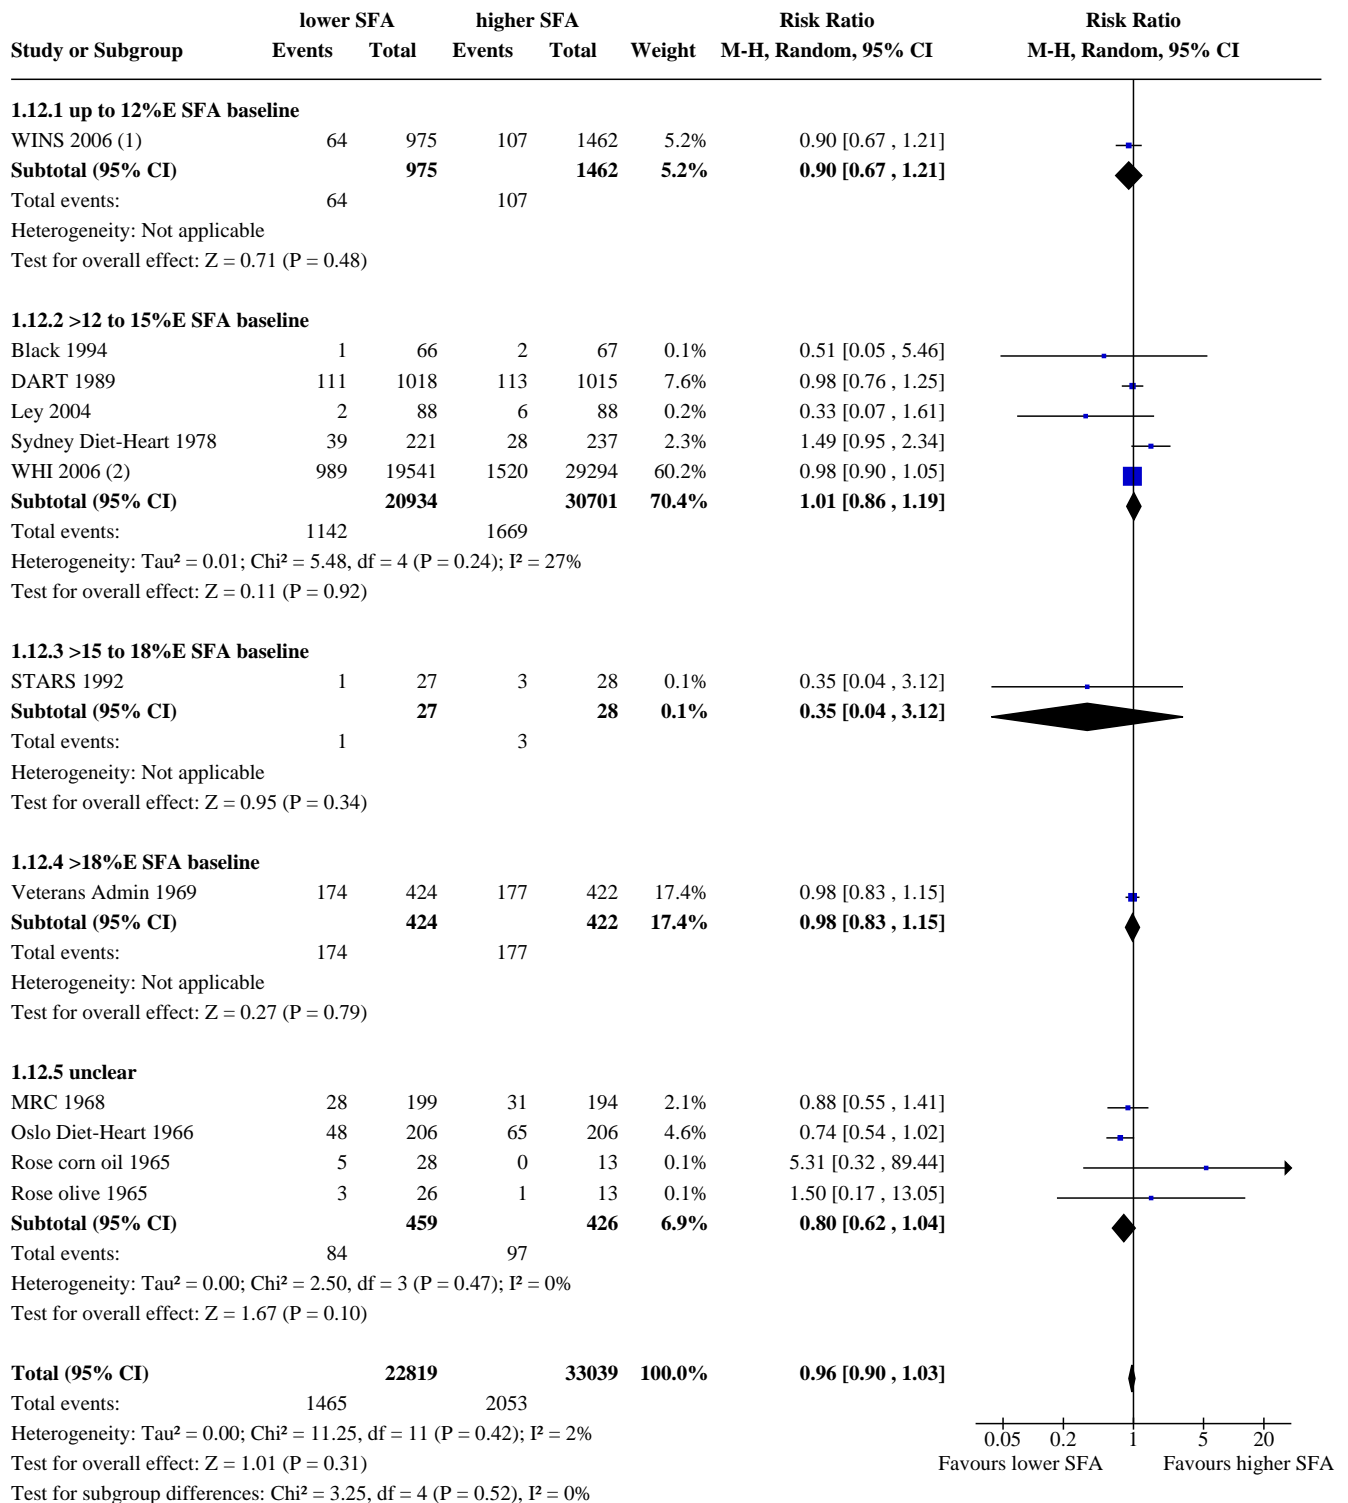 lower SFA higher SFA Risk Ratio Risk Ratio
Study or Subgroup Events Total Events Total Weight M-H, Random, 95% CI M-H, Random, 95% CI
1.12.1 up to 12%E SFA baseline
WINS 2006 (1) 64 975 107 1462 5.2% 0.90 [0.67 , 1.21]
Subtotal (95% CI) 975 1462 5.2% 0.90 [0.67 , 1.21]
Total events: 64 107
Heterogeneity: Not applicable
Test for overall effect: Z = 0.71 (P = 0.48)
1.12.2 >12 to 15%E SFA baseline
Black 1994 1 66 2 67 0.1% 0.51 [0.05 , 5.46]
DART 1989 111 1018 113 1015 7.6% 0.98 [0.76 , 1.25]
Ley 2004 2 88 6 88 0.2% 0.33 [0.07 , 1.61]
Sydney Diet-Heart 1978 39 221 28 237 2.3% 1.49 [0.95 , 2.34]
WHI 2006 (2) 989 19541 1520 29294 60.2% 0.98 [0.90 , 1.05]
Subtotal (95% CI) 20934 30701 70.4% 1.01 [0.86 , 1.19]
Total events: 1142 1669
Heterogeneity: Tau² = 0.01; Chi² = 5.48, df = 4 (P = 0.24); I² = 27%
Test for overall effect: Z = 0.11 (P = 0.92)
1.12.3 >15 to 18%E SFA baseline
STARS 1992 1 27 3 28 0.1% 0.35 [0.04 , 3.12]
Subtotal (95% CI) 27 28 0.1% 0.35 [0.04 , 3.12]
Total events: 1 3
Heterogeneity: Not applicable
Test for overall effect: Z = 0.95 (P = 0.34)
1.12.4 >18%E SFA baseline
Veterans Admin 1969 174 424 177 422 17.4% 0.98 [0.83 , 1.15]
Subtotal (95% CI) 424 422 17.4% 0.98 [0.83 , 1.15]
Total events: 174 177
Heterogeneity: Not applicable
Test for overall effect: Z = 0.27 (P = 0.79)
1.12.5 unclear
MRC 1968 28 199 31 194 2.1% 0.88 [0.55 , 1.41]
Oslo Diet-Heart 1966 48 206 65 206 4.6% 0.74 [0.54 , 1.02]
Rose corn oil 1965 5 28 0 13 0.1% 5.31 [0.32 , 89.44]
Rose olive 1965 3 26 1 13 0.1% 1.50 [0.17 , 13.05]
Subtotal (95% CI) 459 426 6.9% 0.80 [0.62 , 1.04]
Total events: 84 97
Heterogeneity: Tau² = 0.00; Chi² = 2.50, df = 3 (P = 0.47); I² = 0%
Test for overall effect: Z = 1.67 (P = 0.10)
Total (95% CI) 22819 33039 100.0% 0.96 [0.90 , 1.03]
Total events: 1465 2053
Heterogeneity: Tau² = 0.00; Chi² = 11.25, df = 11 (P = 0.42); I² = 2% 0.05 0.2 1 5 20
Test for overall effect: Z = 1.01 (P = 0.31) Favours lower SFA Favours higher SFA
Test for subgroup differences: Chi² = 3.25, df = 4 (P = 0.52), I² = 0%